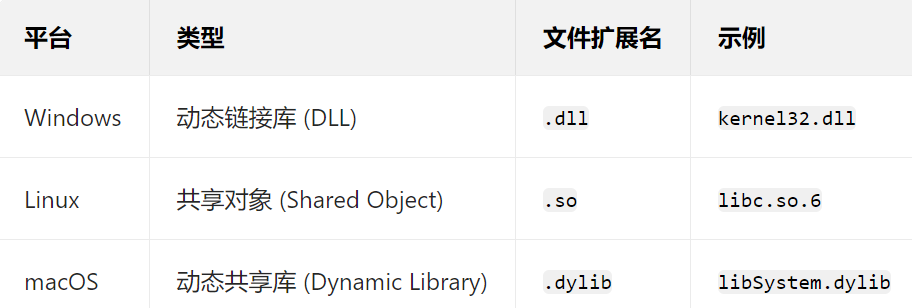 平台 类型 文件扩展名 示例
Windows 动态链接库 (DLL) .dll kernel32.dll
Linux 共享对象 (Shared Object) .so libc.so.6
macOS 动态共享库 (Dynamic Library) .dylib libSystem.dylib